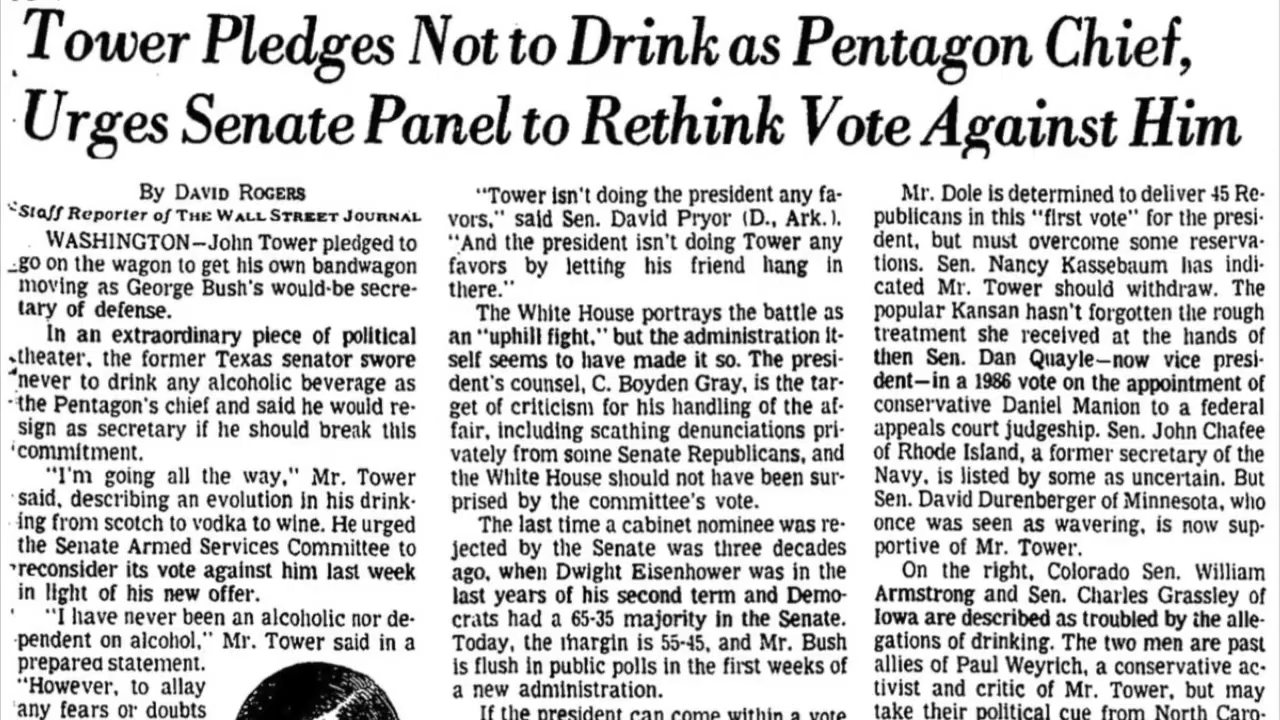 Tower Pledges Not to Drink as Pentagon Chief,
Urges Senate Panel to Rethink Vote Against Him
By DAVID ROGERS
Staff Reporter of THE WALL STREET JOURNAL
WASHINGTON—John Tower pledged to
go on the wagon to get his own bandwagon
moving as George Bush's would-be secre-
tary of defense.
In an extraordinary piece of political
theater, the former Texas senator swore
never to drink any alcoholic beverage as
the Pentagon's chief and said he would re-
sign as secretary if he should break this
commitment.
"I'm going all the way," Mr. Tower
said, describing an evolution in his drink-
ing from scotch to vodka to wine. He urged
the Senate Armed Services Committee to
reconsider its vote against him last week
in light of his new offer.
"I have never been an alcoholic nor de-
pendent on alcohol," Mr. Tower said in a
prepared statement.
"However, to allay
any fears or doubts
"Tower isn't doing the president any fa-
vors," said Sen. David Pryor (D., Ark.).
"And the president isn't doing Tower any
favors by letting his friend hang in
there."
The White House portrays the battle as
an "uphill fight," but the administration it-
self seems to have made it so. The presi-
dent's counsel, C. Boyden Gray, is the tar-
get of criticism for his handling of the af-
fair, including scathing denunciations pri-
vately from some Senate Republicans, and
the White House should not have been sur-
prised by the committee's vote.
The last time a cabinet nominee was re-
jected by the Senate was three decades
ago, when Dwight Eisenhower was in the
last years of his second term and Demo-
crats had a 65-35 majority in the Senate.
Today, the margin is 55-45, and Mr. Bush
is flush in public polls in the first weeks of
a new administration.
If the president can come within a vote
Mr. Dole is determined to deliver 45 Re-
publicans in this "first vote" for the presi-
dent, but must overcome some reserva-
tions. Sen. Nancy Kassebaum has indi-
cated Mr. Tower should withdraw. The
popular Kansan hasn't forgotten the rough
treatment she received at the hands of
then Sen. Dan Quayle—now vice presi-
dent—in a 1986 vote on the appointment of
conservative Daniel Manion to a federal
appeals court judgeship. Sen. John Chafee
of Rhode Island, a former secretary of the
Navy, is listed by some as uncertain. But
Sen. David Durenberger of Minnesota, who
once was seen as wavering, is now sup-
portive of Mr. Tower.
On the right, Colorado Sen. William
Armstrong and Sen. Charles Grassley of
Iowa are described as troubled by the alle-
gations of drinking. The two men are past
allies of Paul Weyrich, a conservative ac-
tivist and critic of Mr. Tower, but may
take their political cue from North Caro-